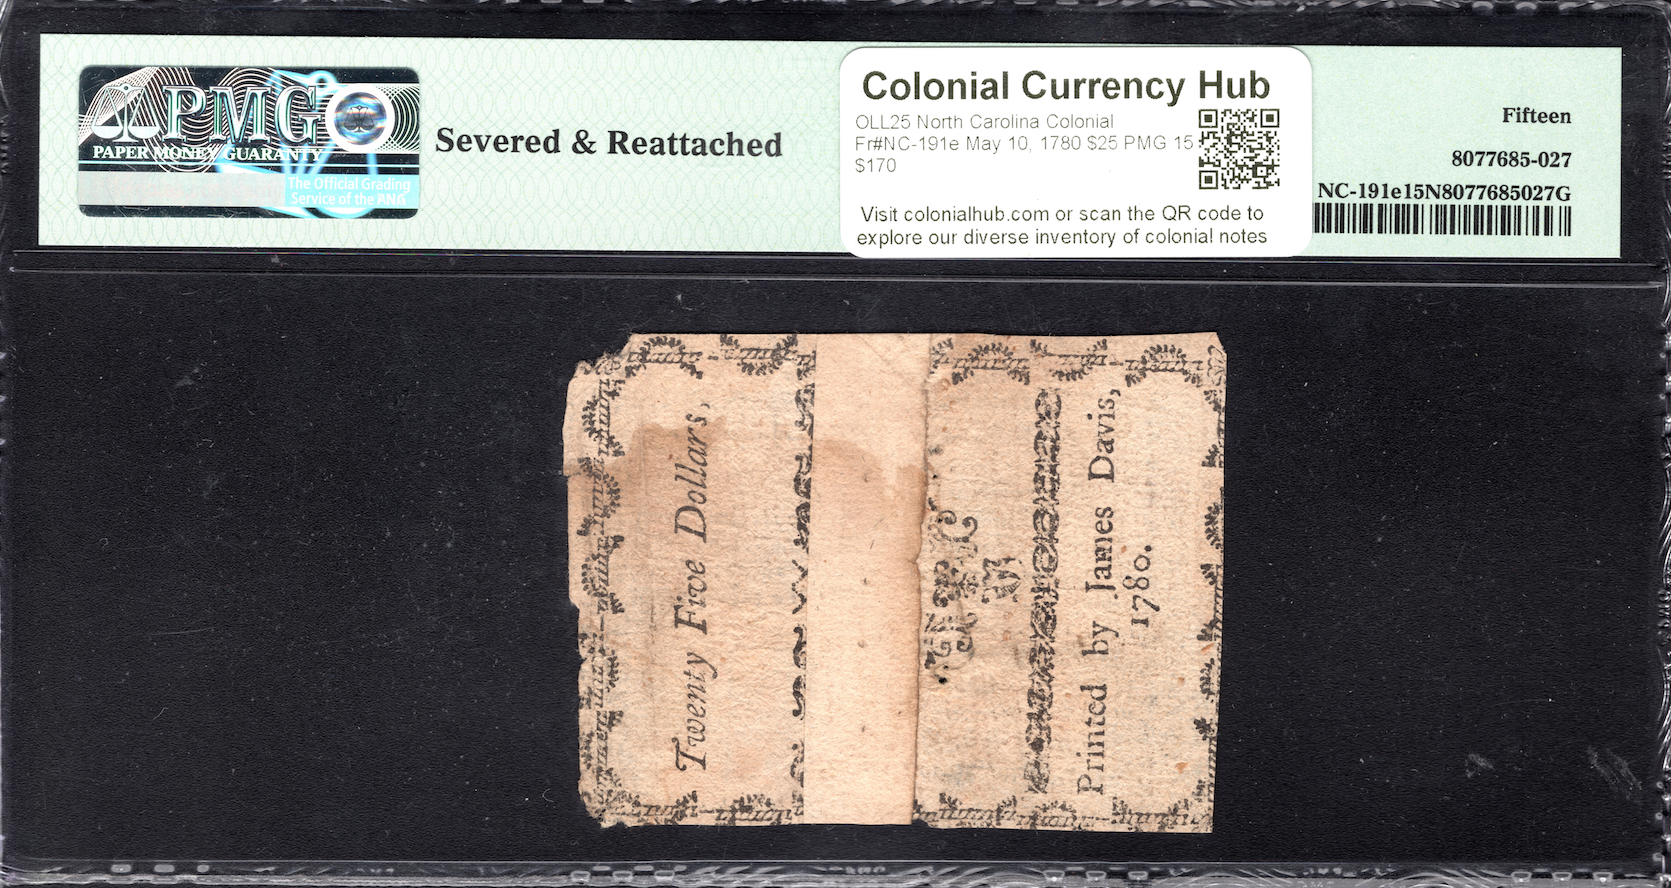 PMG
PAPER MONEY GUARANTY
The Official Grading
Service of the ANA
Severed & Reattached
Colonial Currency Hub
OLL25 North Carolina Colonial
Fr#NC-191e May 10, 1780 $25 PMG 15
$170
Visit colonialhub.com or scan the QR code to
explore our diverse inventory of colonial notes
Fifteen
8077685-027
NC-191e15N8077685027G
Twenty Five Dollars,
Printed by James Davis,
1780.